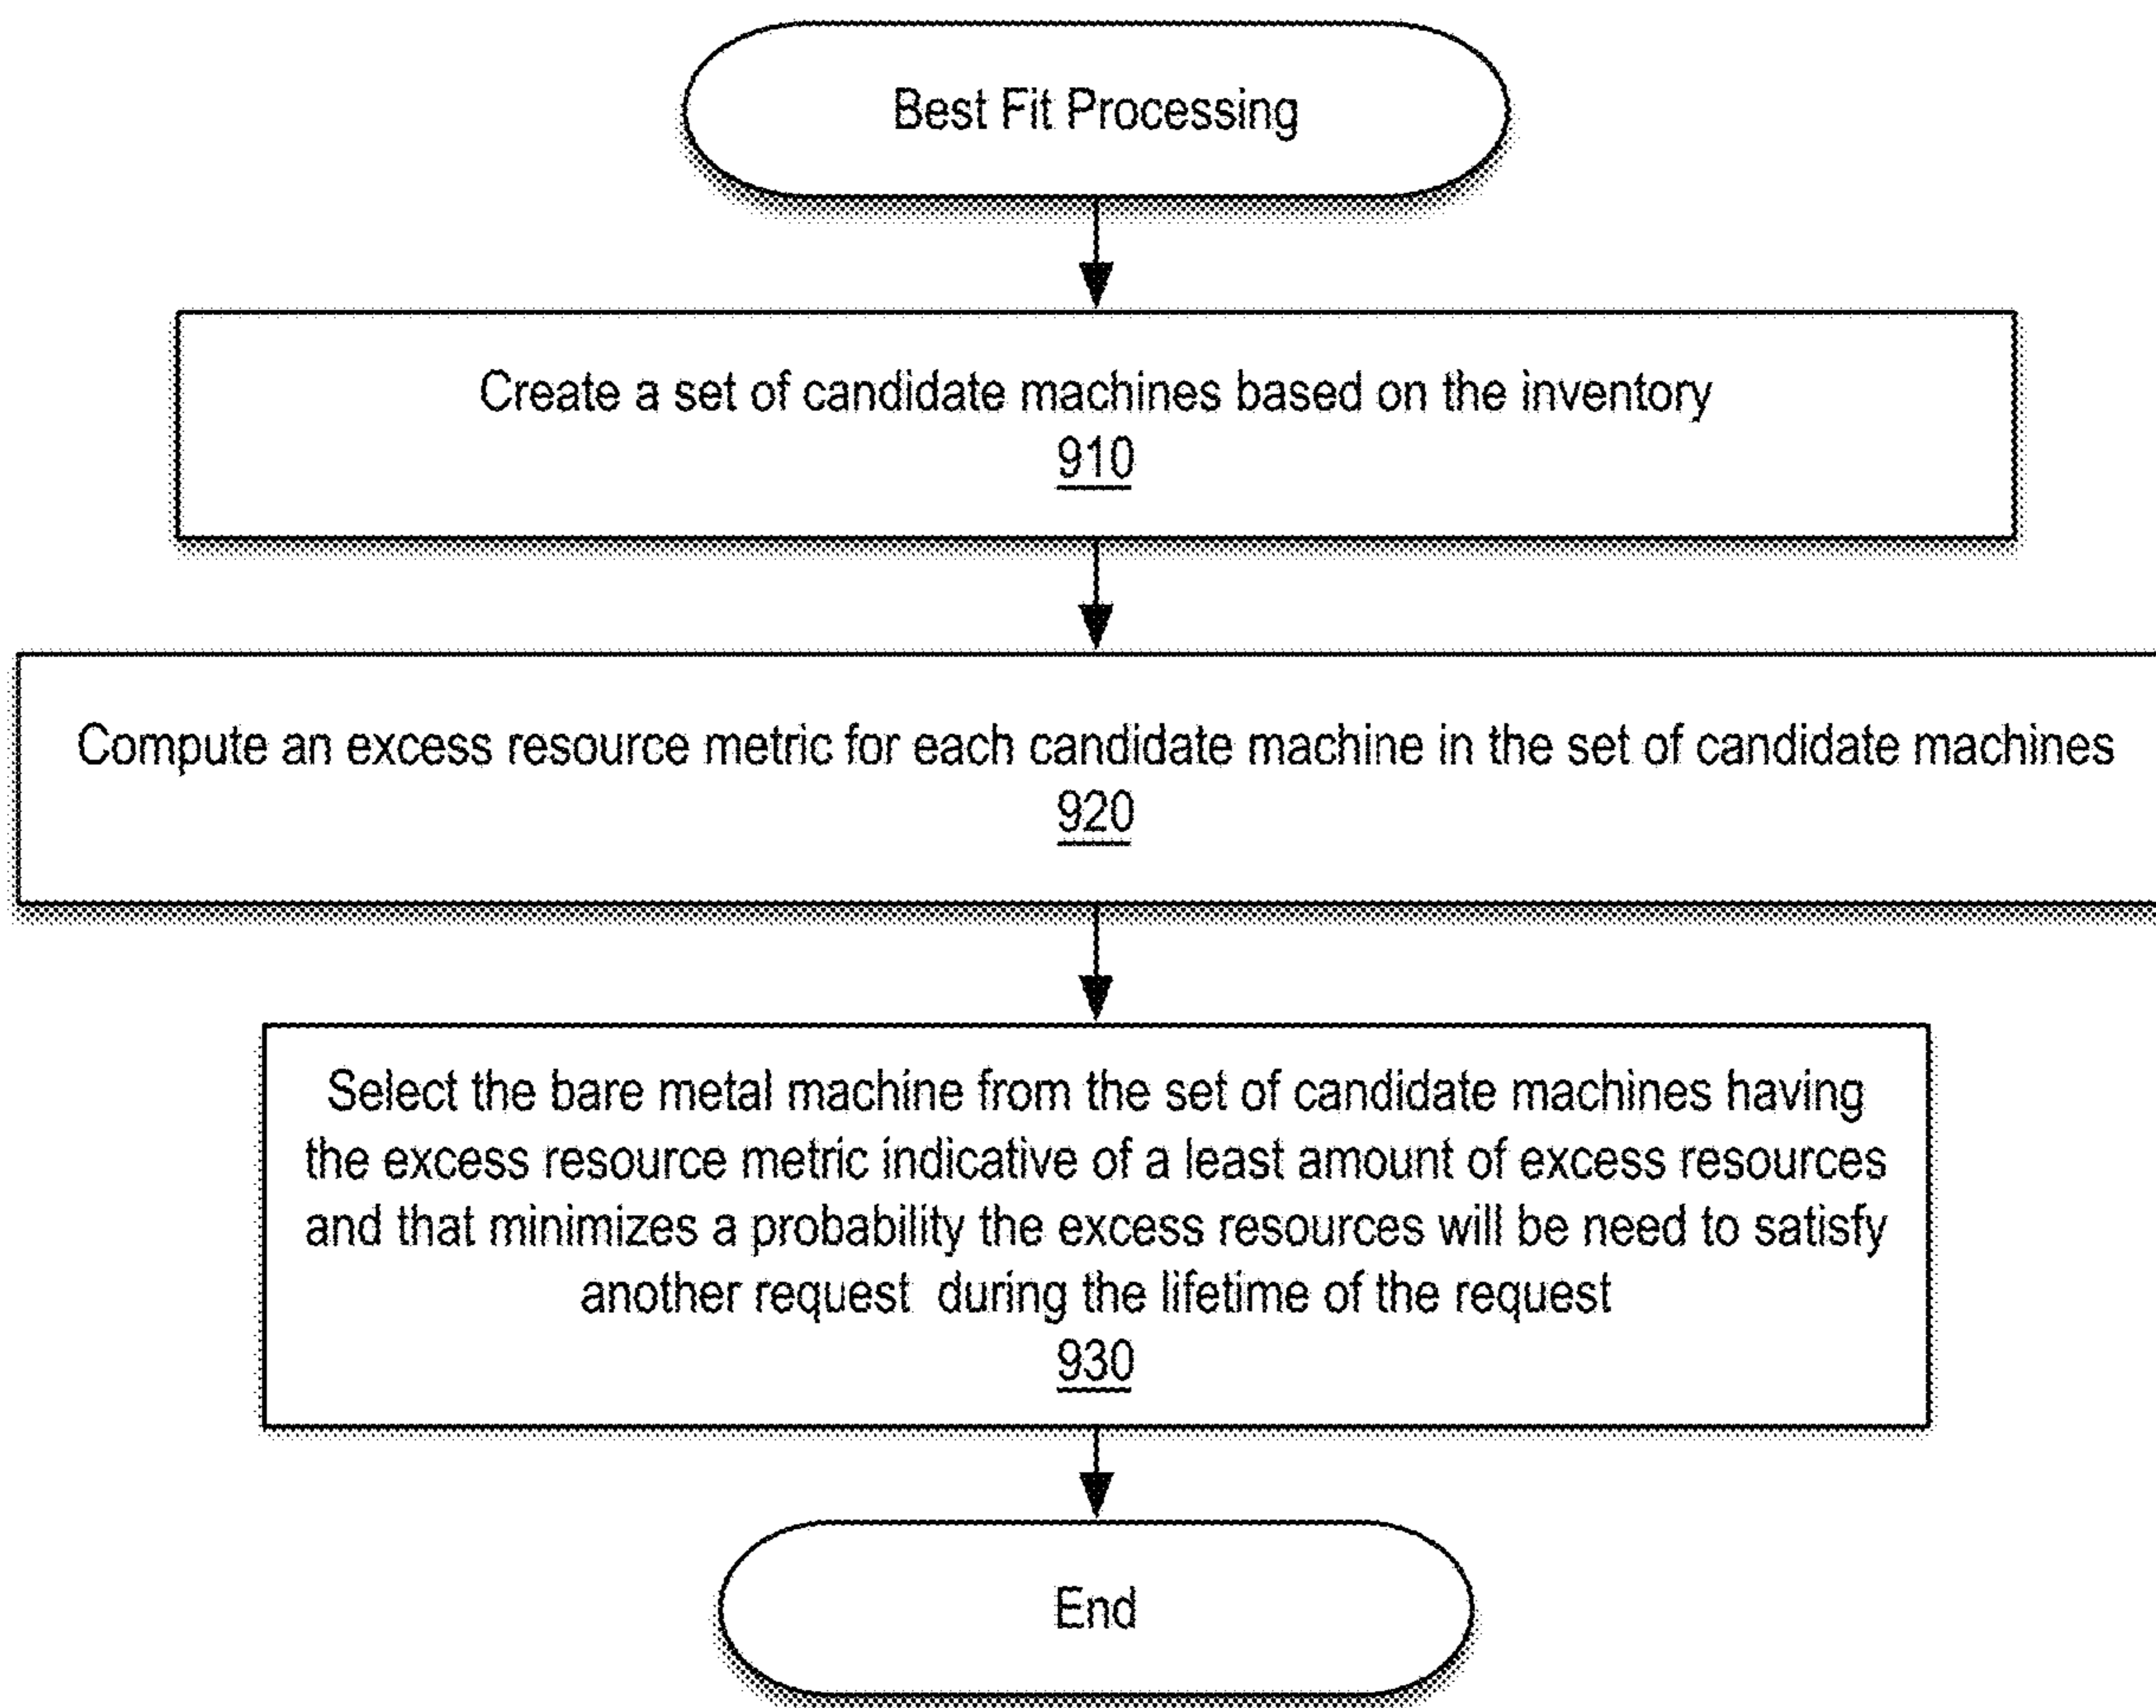 Best Fit Processing
Create a set of candidate machines based on the inventory
910
Compute an excess resource metric for each candidate machine in the set of candidate machines
920
Select the bare metal machine from the set of candidate machines having
the excess resource metric indicative of a least amount of excess resources
and that minimizes a probability the excess resources will be need to satisfy
another request during the lifetime of the request
930
End